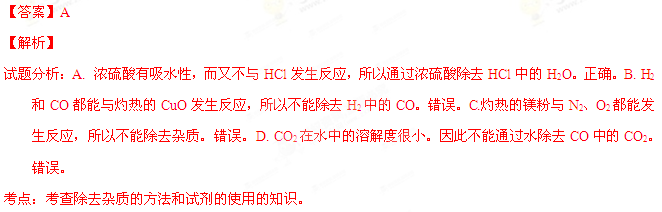 【答案】A
【解析】
试题分析：A. 浓硫酸有吸水性，而又不与 HCl 发生反应，所以通过浓硫酸除去 HCl 中的 H₂O。正确。B. H₂
和 CO 都能与灼热的 CuO 发生反应，所以不能除去 H₂ 中的 CO。错误。C.灼热的镁粉与 N₂、O₂ 都能发
生反应，所以不能除去杂质。错误。D. CO₂ 在水中的溶解度很小。因此不能通过水除去 CO 中的 CO₂。
错误。
考点：考查除去杂质的方法和试剂的使用的知识。